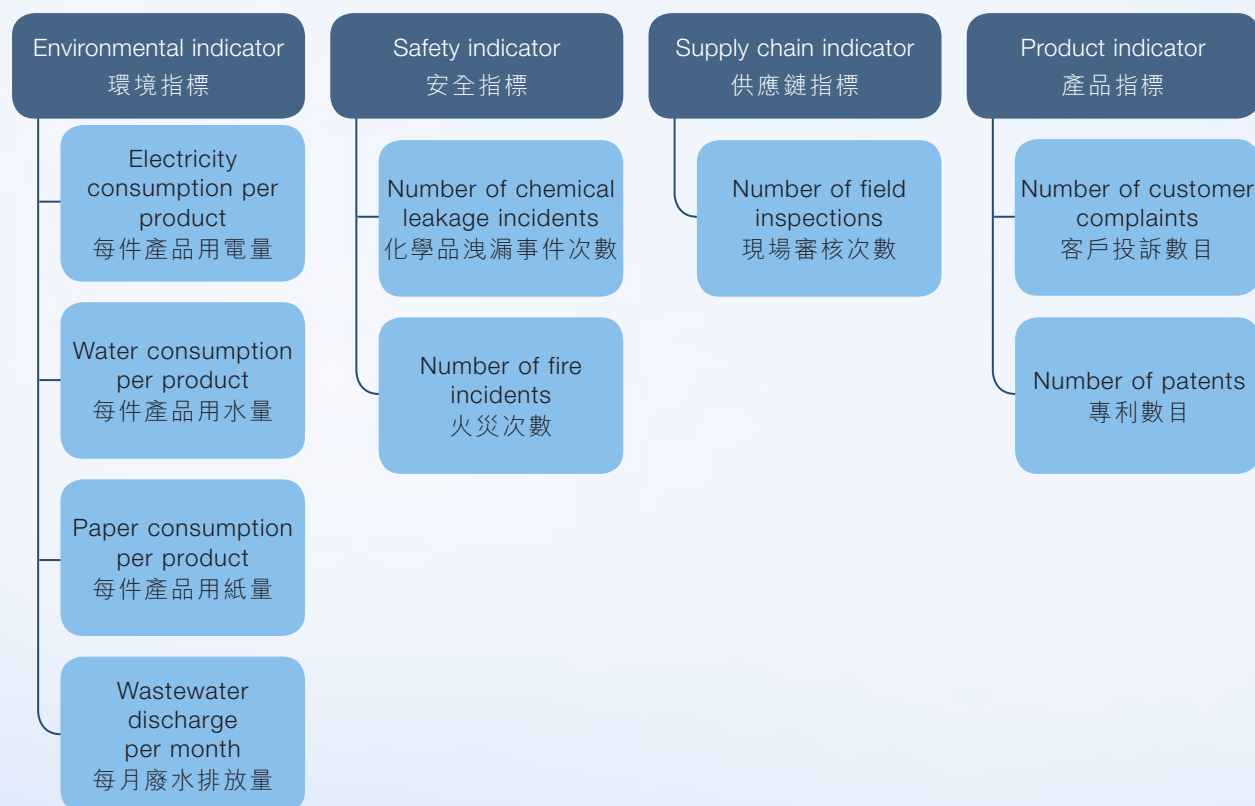 Environmental indicator
環境指標
Electricity
consumption per
product
每件產品用電量
Water consumption
per product
每件產品用水量
Paper consumption
per product
每件產品用紙量
Wastewater
discharge
per month
每月廢水排放量
Safety indicator
安全指標
Number of chemical
leakage incidents
化學品洩漏事件次數
Number of fire
incidents
火災次數
Supply chain indicator
供應鏈指標
Number of field
inspections
現場審核次數
Product indicator
產品指標
Number of customer
complaints
客戶投訴數目
Number of patents
專利數目